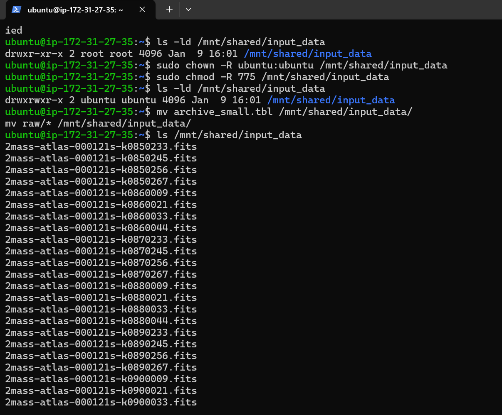 ubuntu@ip-172-31-27-35: ~
ied
ubuntu@ip-172-31-27-35:~$ ls -ld /mnt/shared/input_data
drwxr-xr-x 2 root root 4096 Jan  9 16:01 /mnt/shared/input_data
ubuntu@ip-172-31-27-35:~$ sudo chown -R ubuntu:ubuntu /mnt/shared/input_data
ubuntu@ip-172-31-27-35:~$ sudo chmod -R 775 /mnt/shared/input_data
ubuntu@ip-172-31-27-35:~$ ls -ld /mnt/shared/input_data
drwxrwxr-x 2 ubuntu ubuntu 4096 Jan  9 16:01 /mnt/shared/input_data
ubuntu@ip-172-31-27-35:~$ mv archive_small.tbl /mnt/shared/input_data/
mv raw/* /mnt/shared/input_data/
ubuntu@ip-172-31-27-35:~$ ls /mnt/shared/input_data
2mass-atlas-000121s-k0850233.fits
2mass-atlas-000121s-k0850245.fits
2mass-atlas-000121s-k0850256.fits
2mass-atlas-000121s-k0850267.fits
2mass-atlas-000121s-k0860009.fits
2mass-atlas-000121s-k0860021.fits
2mass-atlas-000121s-k0860033.fits
2mass-atlas-000121s-k0860044.fits
2mass-atlas-000121s-k0870233.fits
2mass-atlas-000121s-k0870245.fits
2mass-atlas-000121s-k0870256.fits
2mass-atlas-000121s-k0870267.fits
2mass-atlas-000121s-k0880009.fits
2mass-atlas-000121s-k0880021.fits
2mass-atlas-000121s-k0880033.fits
2mass-atlas-000121s-k0880044.fits
2mass-atlas-000121s-k0890233.fits
2mass-atlas-000121s-k0890245.fits
2mass-atlas-000121s-k0890256.fits
2mass-atlas-000121s-k0890267.fits
2mass-atlas-000121s-k0900009.fits
2mass-atlas-000121s-k0900021.fits
2mass-atlas-000121s-k0900033.fits